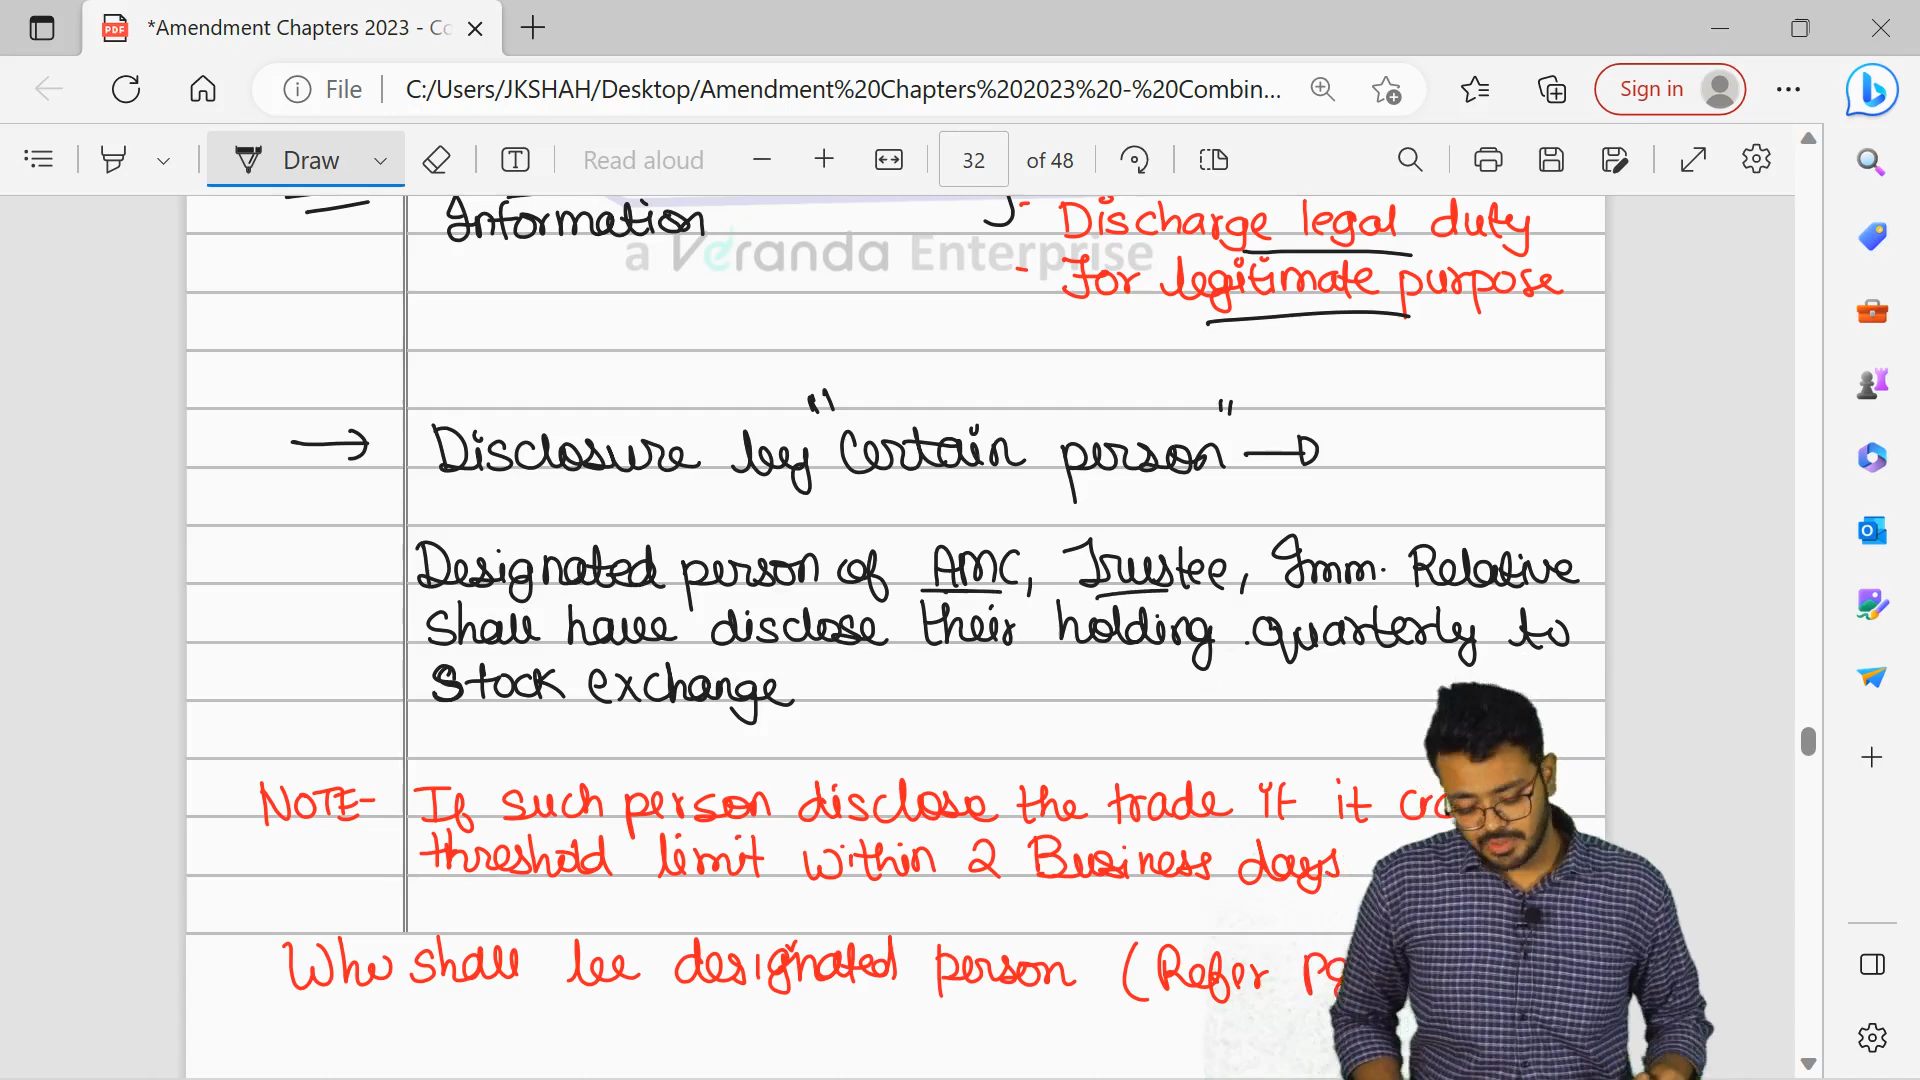 *Amendment Chapters 2023 - Co
File
C:/Users/JKSHAH/Desktop/Amendment%20Chapters%202023%20-%20Combin...
Sign in
Draw
Read aloud
32
of 48
Information
- Discharge legal duty
a Veranda Enterprise
- For legitimate purpose
→ Disclosure by "Certain person" →
Designated person of AMC, Trustee, Imm. Relative
shall have disclose their holding quarterly to
Stock exchange
NOTE- If such person disclose the trade if it
threshold limit within 2 Business days
Who shall be designated person (Refer Pg